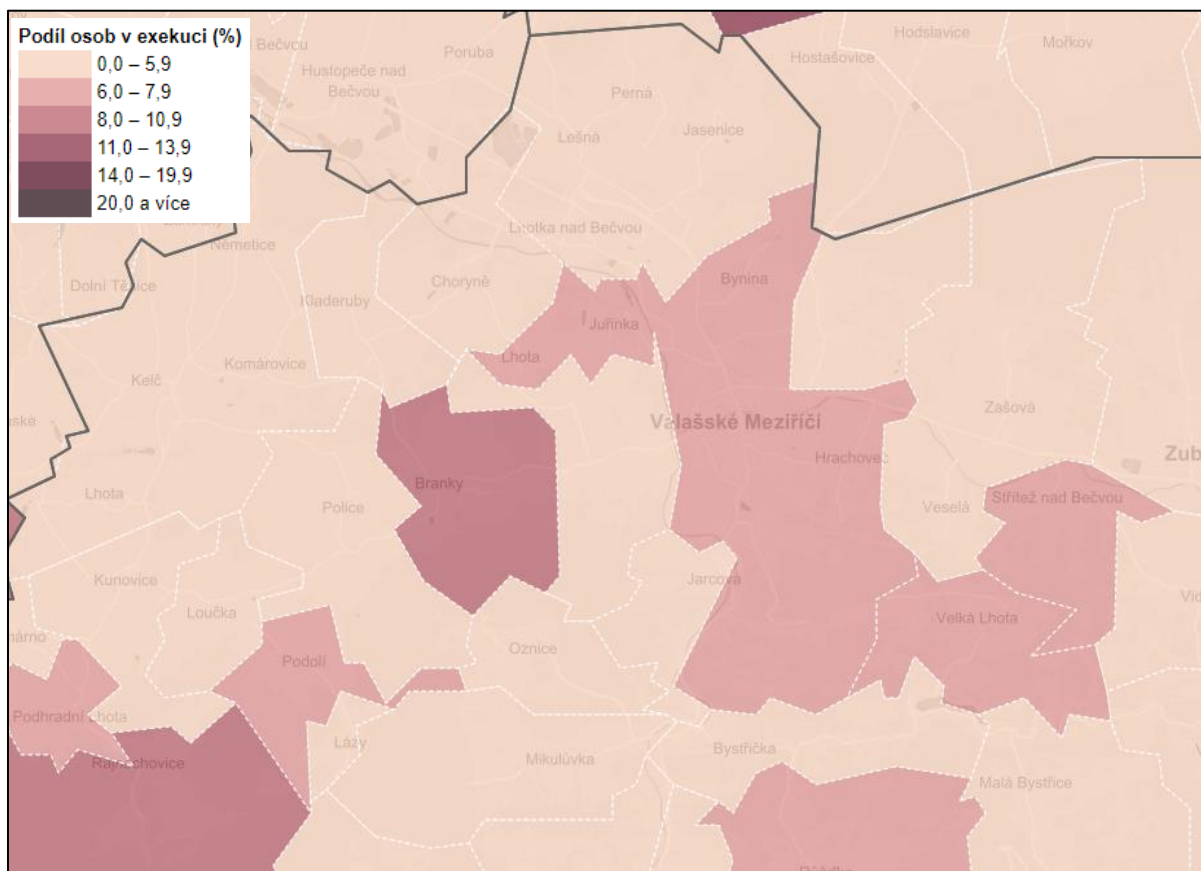 Podíl osob v exekuci (%)
0,0 – 5,9
6,0 – 7,9
8,0 – 10,9
11,0 – 13,9
14,0 – 19,9
20,0 a více
Bečvou
Poruba
Hustopeče nad
Bečvou
Hodslavice
Mořkov
Hostašovice
Perná
Lešná
Jasenice
Lhotka nad Bečvou
Němetice
Dolní Těšice
Kladeruby
Choryně
Bynina
Juřinka
Lhota
Komárovice
Kelč
Zašová
Valašské Meziříčí
Hrachovec
Zub
Branky
Lhota
Police
Veselá
Střítež nad Bečvou
Kunovice
Jarcová
Loučka
Velká Lhota
Vid
Oznice
Podolí
Podhradní Lhota
Lázy
Bystřička
Rajnochovice
Mikulůvka
Malá Bystřice